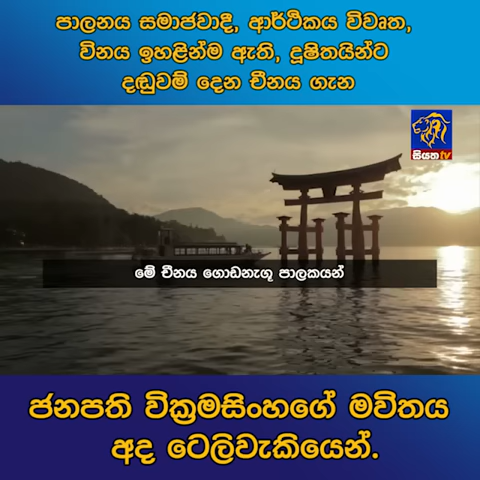 පාලනය සමාජවාදී, ආර්ථිකය විවෘත,
විනය ඉහළින්ම ඇති, දූෂිතයින්ට
දඬුවම් දෙන චීනය ගැන
සියත tv
මේ චීනය ගොඩනැගූ පාලකයන්
ජනපති වික්‍රමසිංහගේ මවිතය
අද ටෙලිවැකියෙන්.